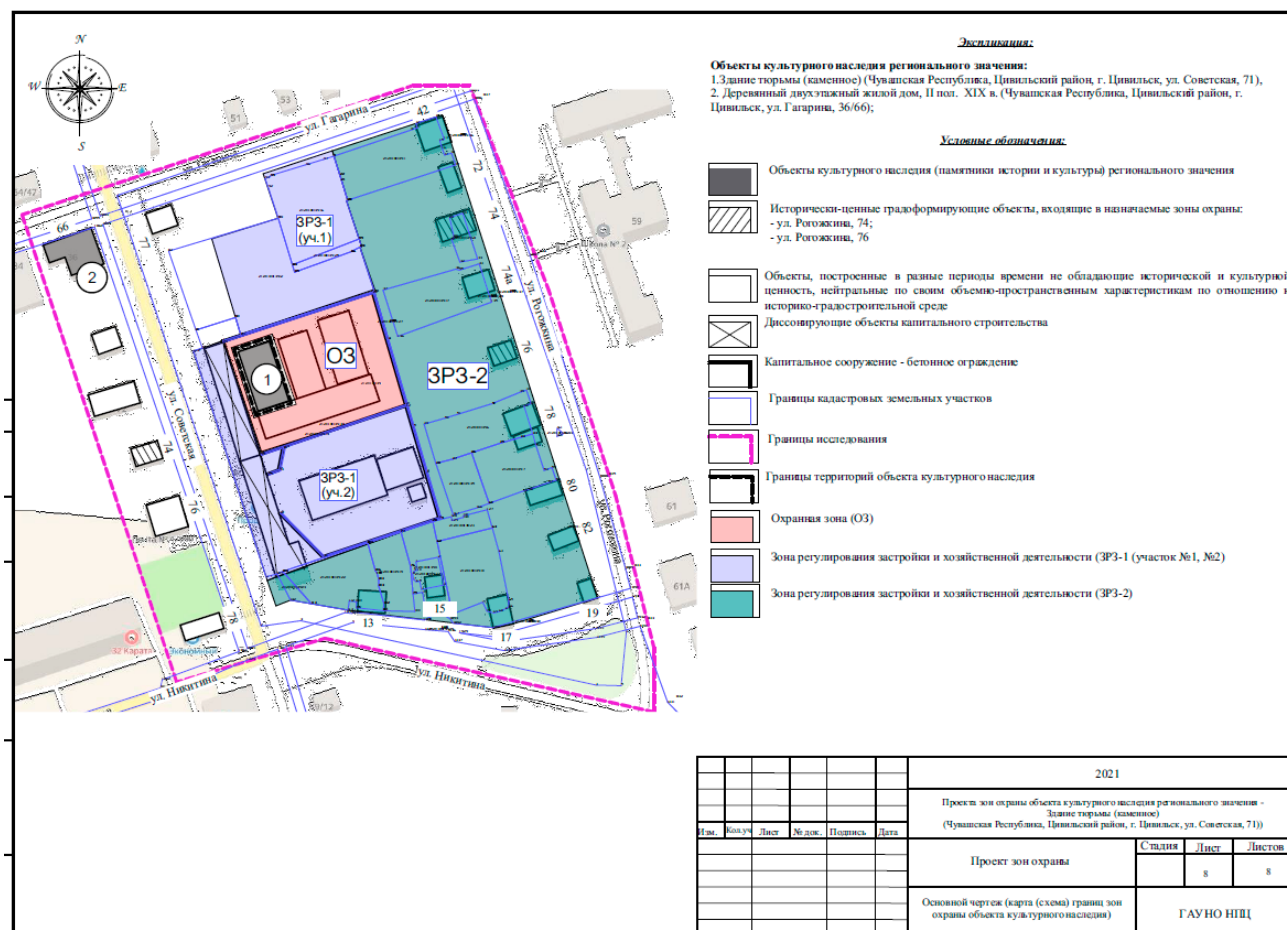 N
W
E
S
51
53
ул. Гагарина
42
72
74
74а
59
Школа № 2
ул. Рогожкина
66
77
2
ЗРЗ-1
(уч.1)
ОЗ
1
ЗРЗ-2
76
78
80
82
ул. Советская
74
76
78
ЗРЗ-1
(уч.2)
61
61А
13
15
17
19
32 Карата
ул. Никитина
ул. Никитина
Экспликация:
Объекты культурного наследия регионального значения:
1.Здание тюрьмы (каменное) (Чувашская Республика, Цивильский район, г. Цивильск, ул. Советская, 71),
2. Деревянный двухэтажный жилой дом, II пол. XIX в. (Чувашская Республика, Цивильский район, г.
Цивильск, ул. Гагарина, 36/66);
Условные обозначения:
Объекты культурного наследия (памятники истории и культуры) регионального значения
Исторически-ценные градоформирующие объекты, входящие в назначаемые зоны охраны:
- ул. Рогожкина, 74;
- ул. Рогожкина, 76
Объекты, построенные в разные периоды времени не обладающие исторической и культурной
ценность, нейтральные по своим объемно-пространственным характеристикам по отношению к
историко-градостроительной среде
Диссонирующие объекты капитального строительства
Капитальное сооружение - бетонное ограждение
Границы кадастровых земельных участков
Границы исследования
Границы территорий объекта культурного наследия
Охранная зона (ОЗ)
Зона регулирования застройки и хозяйственной деятельности (ЗРЗ-1 (участок №1, №2)
Зона регулирования застройки и хозяйственной деятельности (ЗРЗ-2)
2021
Проекта зон охраны объекта культурного наследия регионального значения -
Здание тюрьмы (каменное)
(Чувашская Республика, Цивильский район, г. Цивильск, ул. Советская, 71))
Изм. Кол.уч Лист № док. Подпись Дата
Проект зон охраны
Стадия Лист Листов
8 8
Основной чертеж (карта (схема) границ зон
охраны объекта культурного наследия)
ГАУ НО НПЦ